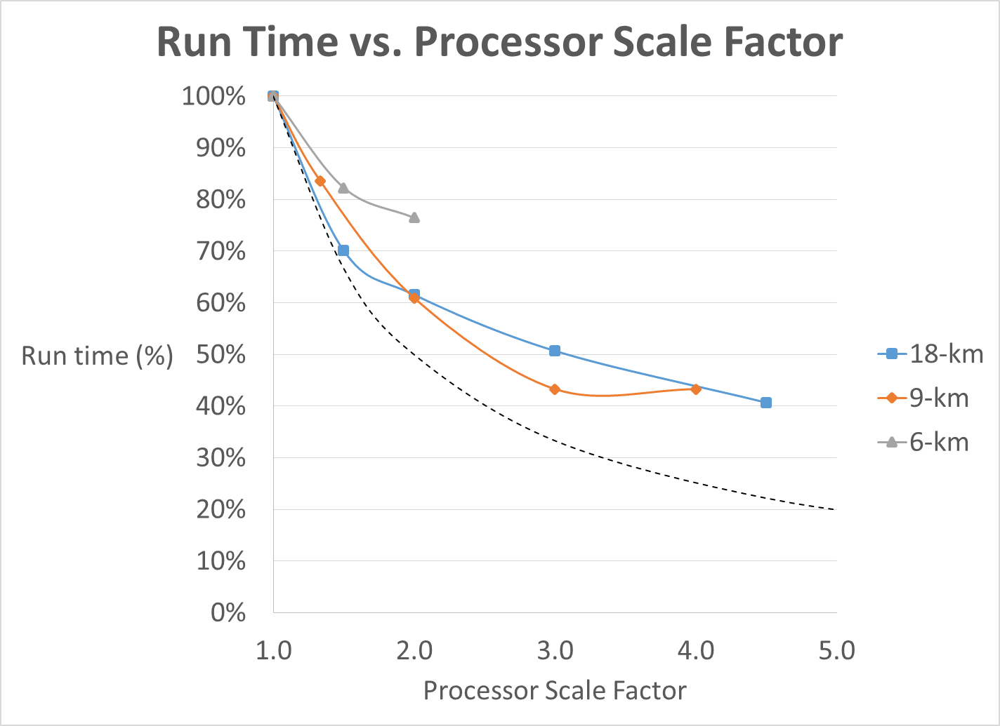 Run Time vs. Processor Scale Factor
100%
90%
80%
70%
60%
50%
40%
30%
20%
10%
0%
Run time (%)
1.0 2.0 3.0 4.0 5.0
Processor Scale Factor
18-km
9-km
6-km